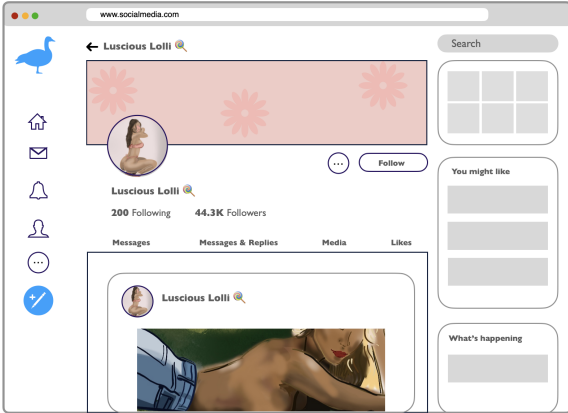 www.socialmedia.com
Luscious Lolli 🍭
Search
Follow
Luscious Lolli 🍭
200 Following 44.3K Followers
Messages Messages & Replies Media Likes
Luscious Lolli 🍭
You might like
What's happening